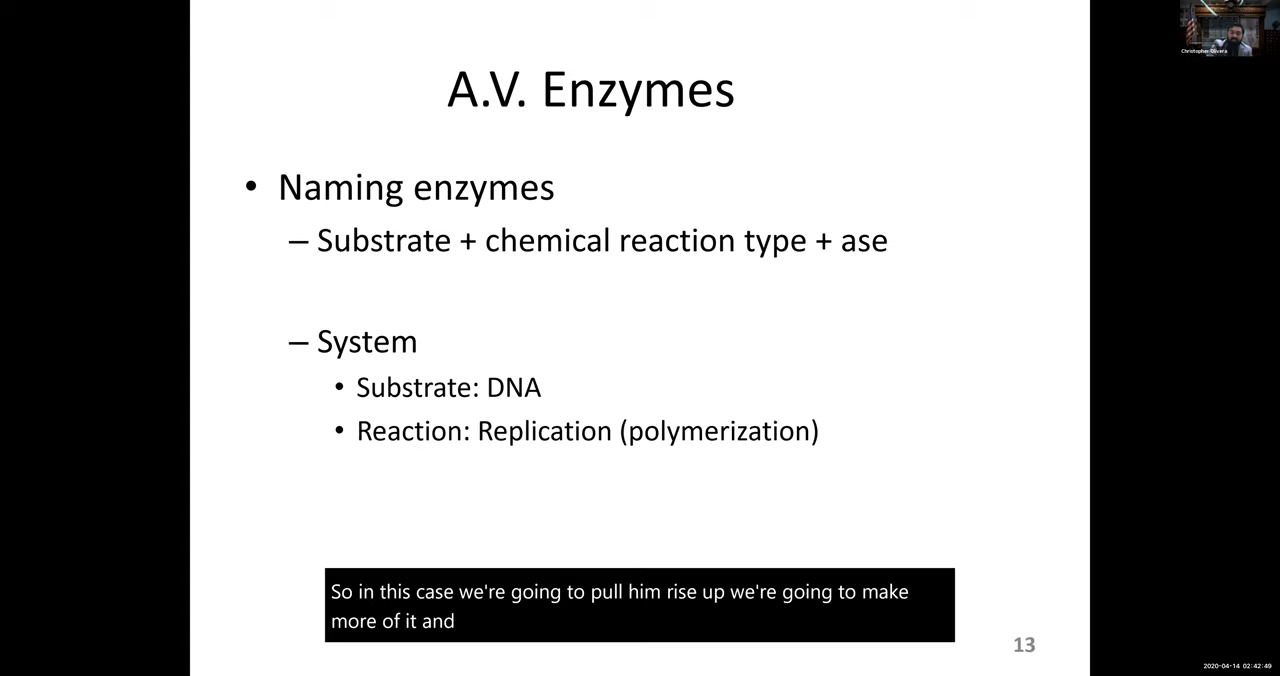 Christopher Olivera
A.V. Enzymes
• Naming enzymes
– Substrate + chemical reaction type + ase
– System
• Substrate: DNA
• Reaction: Replication (polymerization)
So in this case we're going to pull him rise up we're going to make
more of it and
13
2020-04-14 02:42:49